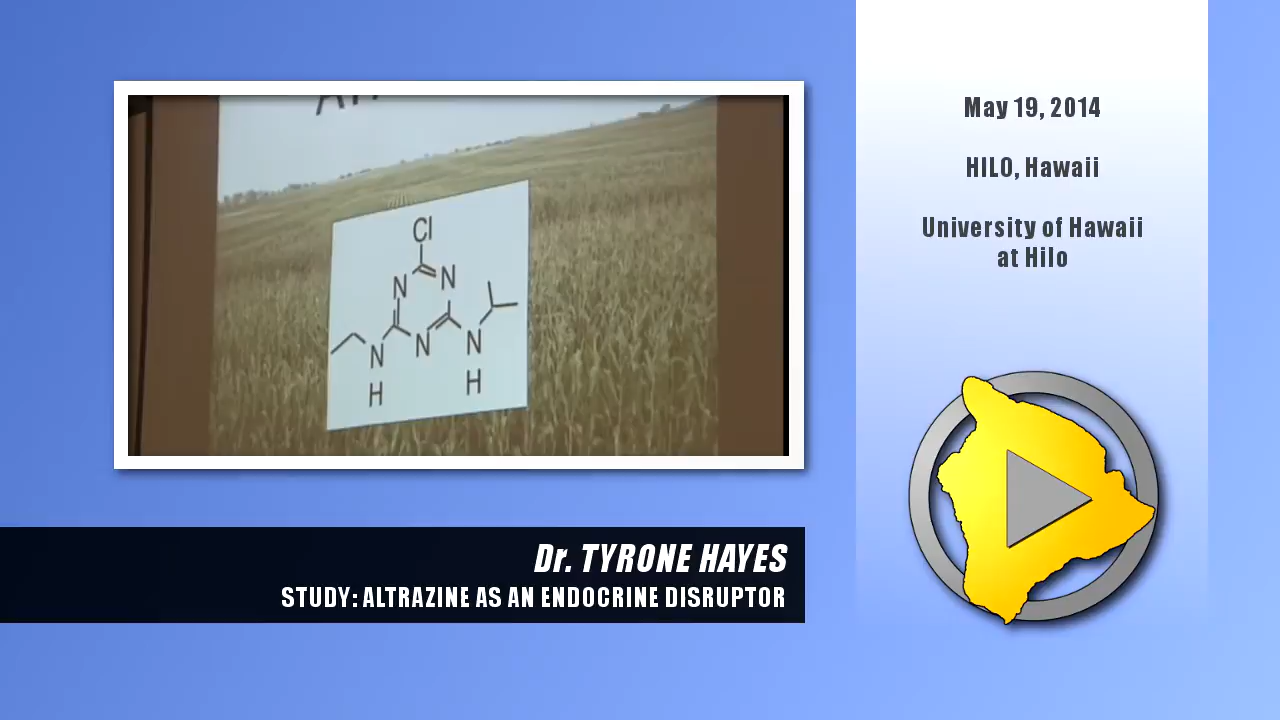 Cl
N
N
N
N
N
H
H
May 19, 2014
HILO, Hawaii
University of Hawaii
at Hilo
Dr. TYRONE HAYES
STUDY: ALTRAZINE AS AN ENDOCRINE DISRUPTOR